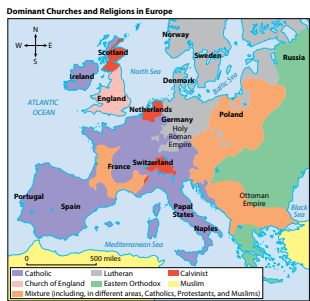 Dominant Churches and Religions in Europe
N
W E
S
Norway
Scotland
Sweden
Russia
North Sea
Ireland
Denmark
Baltic Sea
ATLANTIC
OCEAN
England
Netherlands
Poland
Germany
Holy
Roman
Empire
France
Switzerland
Ottoman
Empire
Portugal
Spain
Papal
States
Black
Sea
Naples
Mediterranean Sea
0 500 miles
Catholic Lutheran Calvinist
Church of England Eastern Orthodox Muslim
Mixture (including, in different areas, Catholics, Protestants, and Muslims)